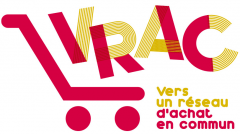 VRAC
Vers
un réseau
d'achat
en commun